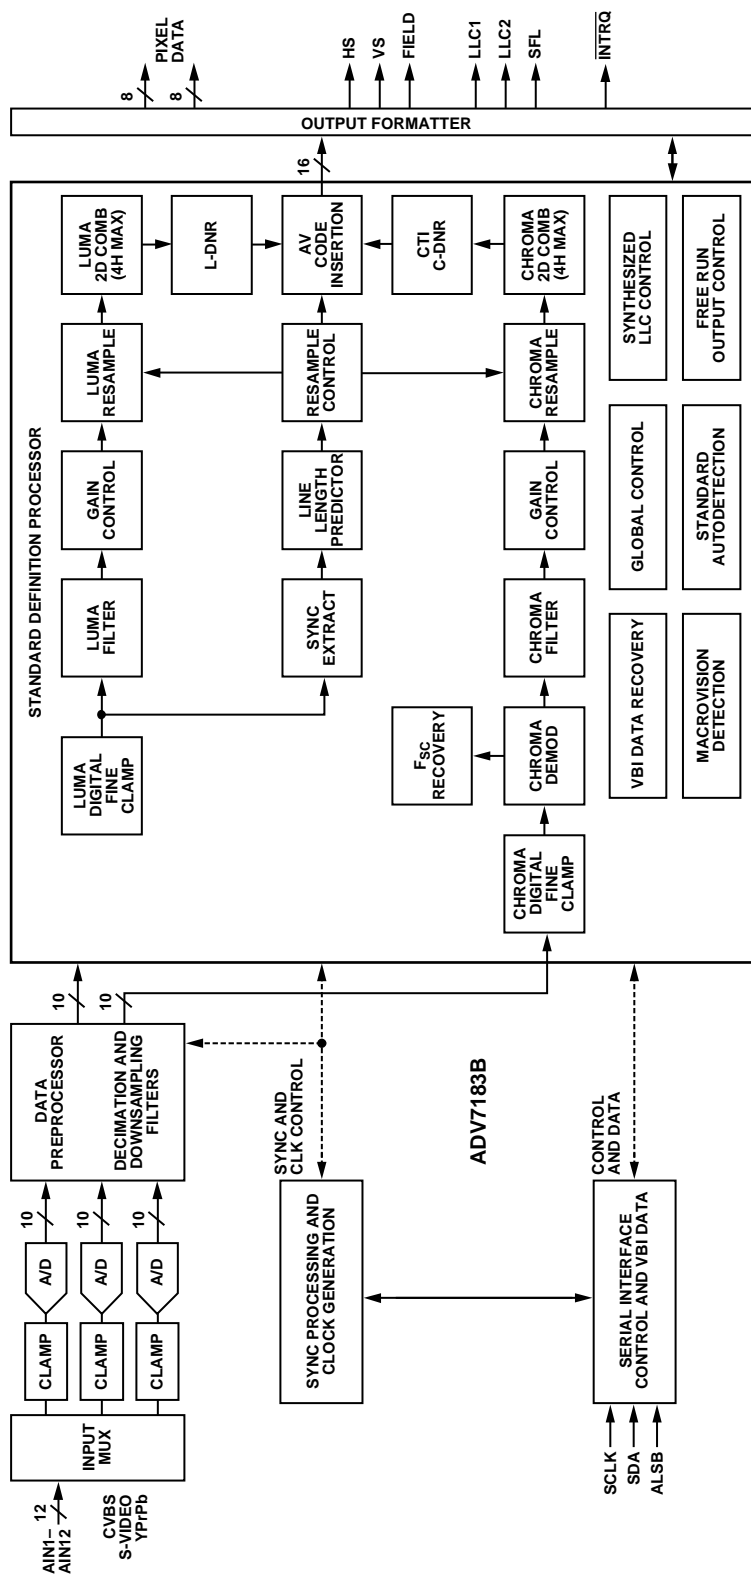 AIN1–
AIN12
12
CVBS
S-VIDEO
YPrPb
INPUT
MUX
CLAMP
CLAMP
CLAMP
A/D
A/D
A/D
10
10
10
DATA
PREPROCESSOR
DECIMATION AND
DOWNSAMPLING
FILTERS
10
10
STANDARD DEFINITION PROCESSOR
LUMA
DIGITAL
FINE
CLAMP
LUMA
FILTER
GAIN
CONTROL
LUMA
RESAMPLE
LUMA
2D COMB
(4H MAX)
L-DNR
SYNC
EXTRACT
LINE
LENGTH
PREDICTOR
RESAMPLE
CONTROL
AV
CODE
INSERTION
CTI
C-DNR
FSC
RECOVERY
CHROMA
DIGITAL
FINE
CLAMP
CHROMA
DEMOD
CHROMA
FILTER
GAIN
CONTROL
CHROMA
RESAMPLE
CHROMA
2D COMB
(4H MAX)
VBI DATA RECOVERY
GLOBAL CONTROL
SYNTHESIZED
LLC CONTROL
MACROVISION
DETECTION
STANDARD
AUTODETECTION
FREE RUN
OUTPUT CONTROL
16
OUTPUT FORMATTER
8
8
PIXEL
DATA
HS
VS
FIELD
LLC1
LLC2
SFL
INTRQ
SYNC PROCESSING AND
CLOCK GENERATION
SYNC AND
CLK CONTROL
ADV7183B
SCLK
SDA
ALSB
SERIAL INTERFACE
CONTROL AND VBI DATA
CONTROL
AND DATA